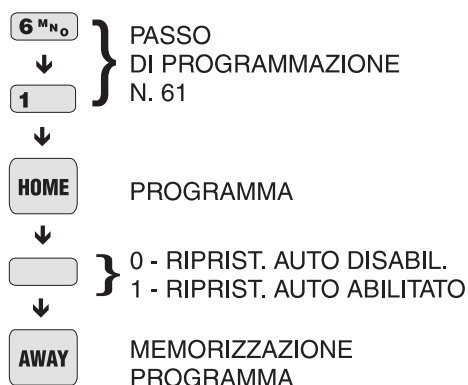 6 MNO
PASSO
DI PROGRAMMAZIONE
1
N. 61
HOME
PROGRAMMA
0 - RIPRIST. AUTO DISABIL.
1 - RIPRIST. AUTO ABILITATO
AWAY
MEMORIZZAZIONE
PROGRAMMA